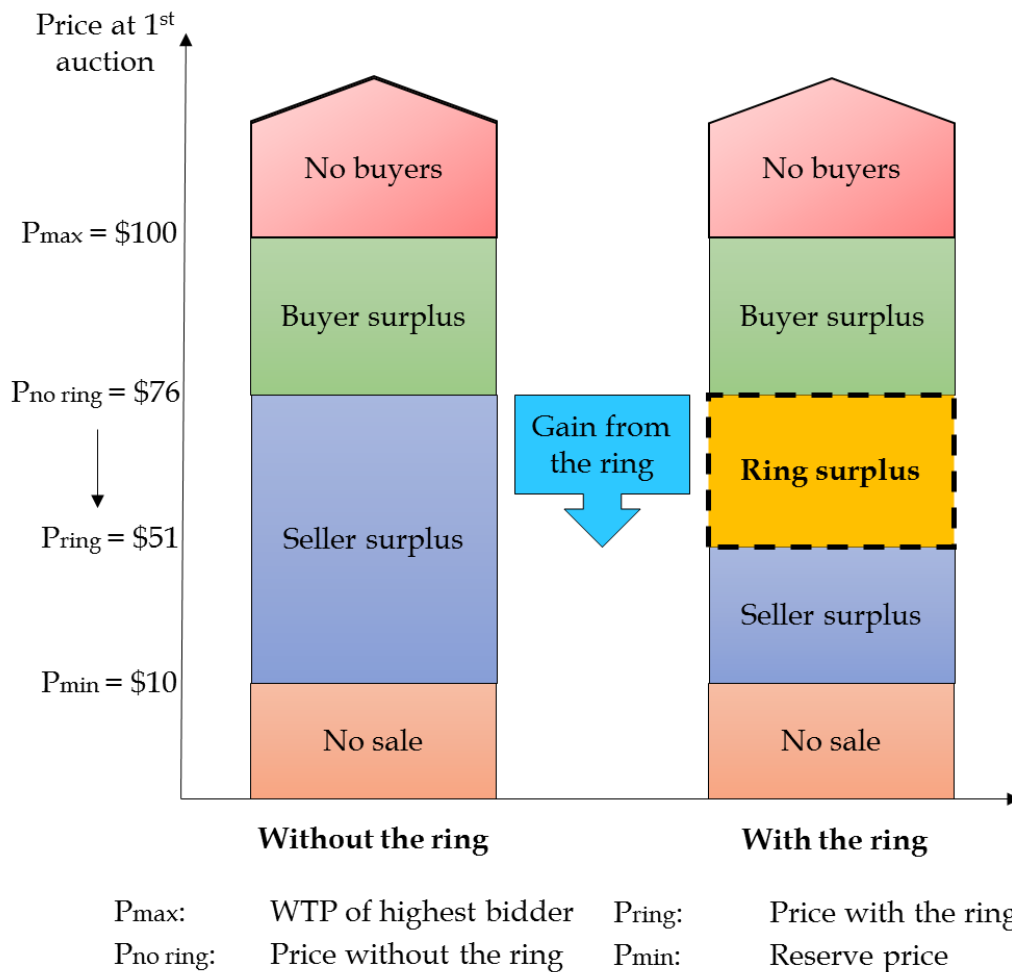 Price at 1st
auction
No buyers
No buyers
Pmax = $100
Buyer surplus
Buyer surplus
Pno ring = $76
Gain from
the ring
Ring surplus
Pring = $51
Seller surplus
Seller surplus
Pmin = $10
No sale
No sale
Without the ring
With the ring
Pmax: WTP of highest bidder Pring: Price with the ring
Pno ring: Price without the ring Pmin: Reserve price